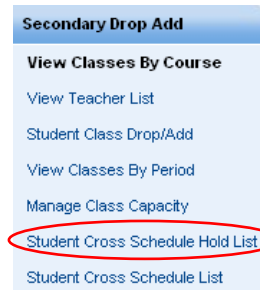 Secondary Drop Add
View Classes By Course
View Teacher List
Student Class Drop/Add
View Classes By Period
Manage Class Capacity
Student Cross Schedule Hold List
Student Cross Schedule List